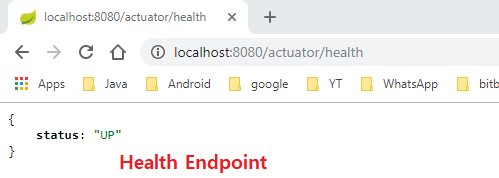 localhost:8080/actuator/health
localhost:8080/actuator/health
Apps Java Android google YT WhatsApp bitb
{
status: "UP"
}
Health Endpoint